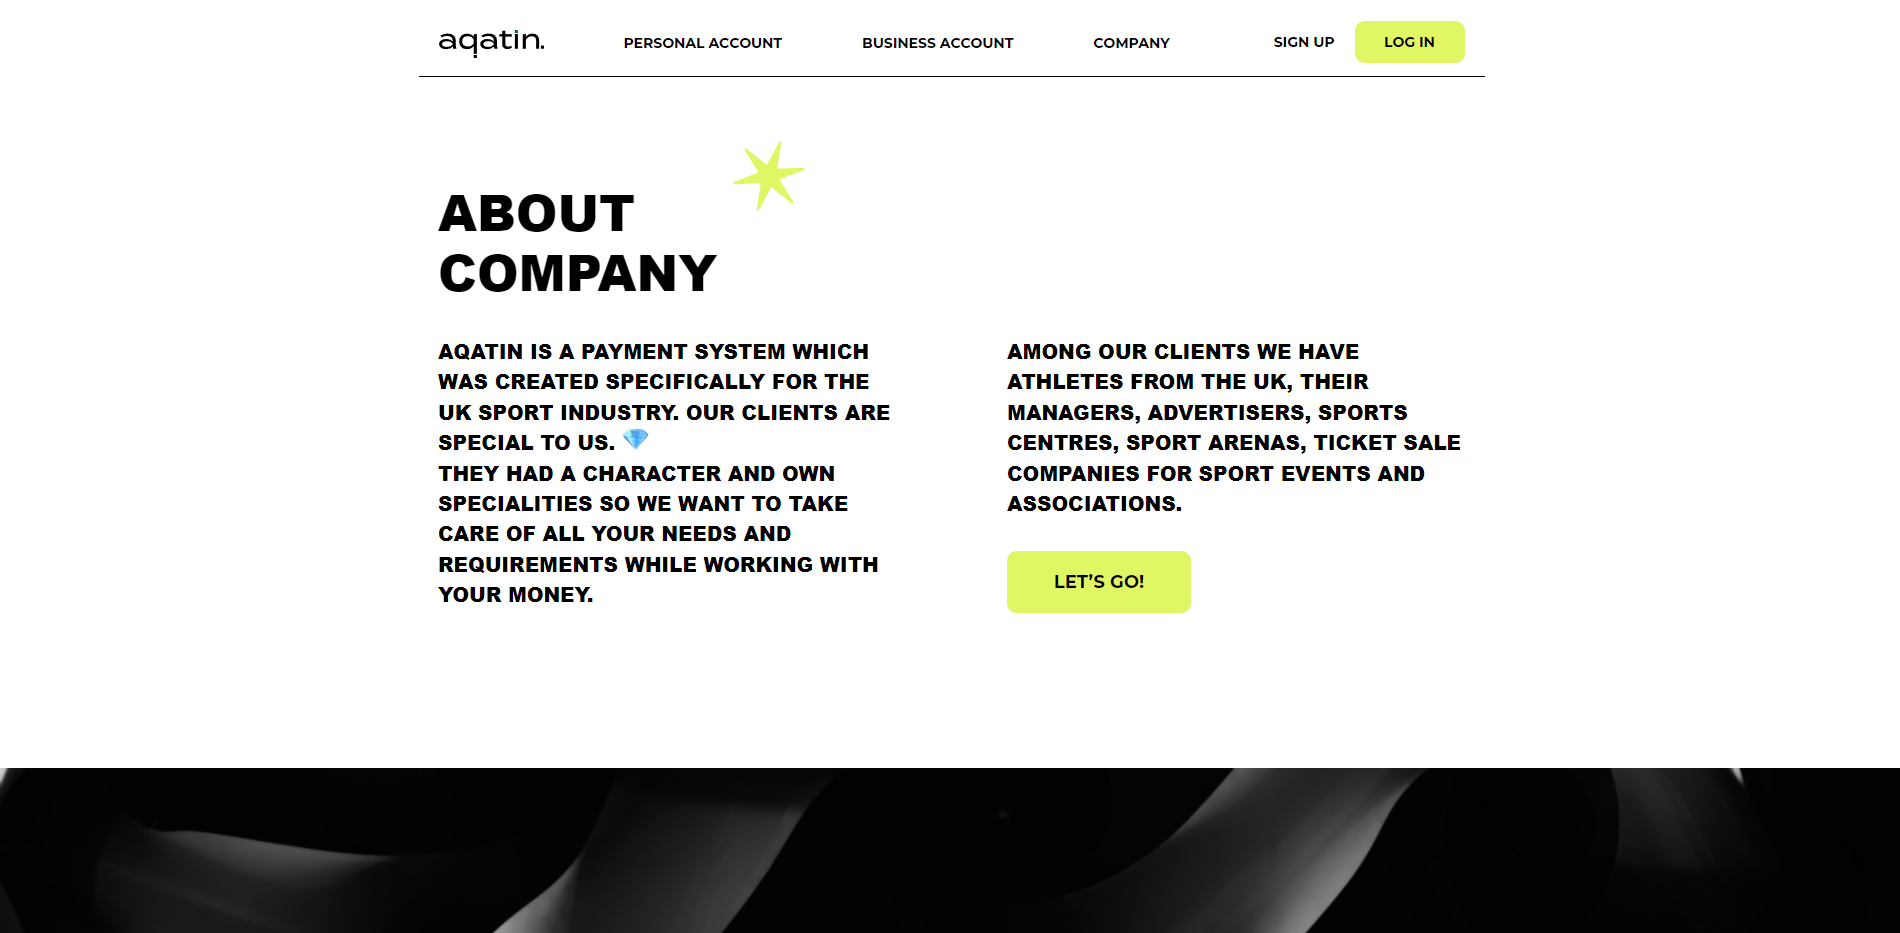 aqatin.
PERSONAL ACCOUNT
BUSINESS ACCOUNT
COMPANY
SIGN UP
LOG IN
ABOUT
COMPANY
AQATIN IS A PAYMENT SYSTEM WHICH
WAS CREATED SPECIFICALLY FOR THE
UK SPORT INDUSTRY. OUR CLIENTS ARE
SPECIAL TO US. 💎
THEY HAD A CHARACTER AND OWN
SPECIALITIES SO WE WANT TO TAKE
CARE OF ALL YOUR NEEDS AND
REQUIREMENTS WHILE WORKING WITH
YOUR MONEY.
AMONG OUR CLIENTS WE HAVE
ATHLETES FROM THE UK, THEIR
MANAGERS, ADVERTISERS, SPORTS
CENTRES, SPORT ARENAS, TICKET SALE
COMPANIES FOR SPORT EVENTS AND
ASSOCIATIONS.
LET’S GO!